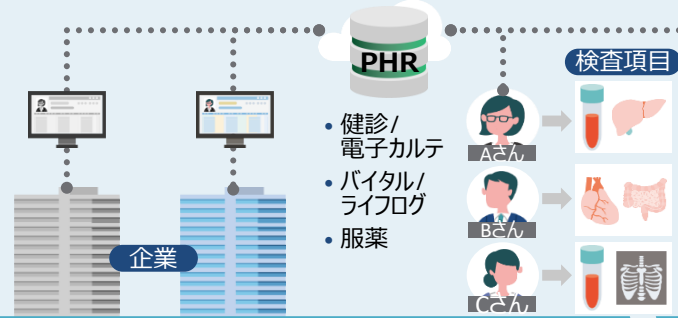 PHR
検査項目
• 健診/
電子カルテ
• バイタル/
ライフログ
• 服薬
Aさん
Bさん
Cさん
企業